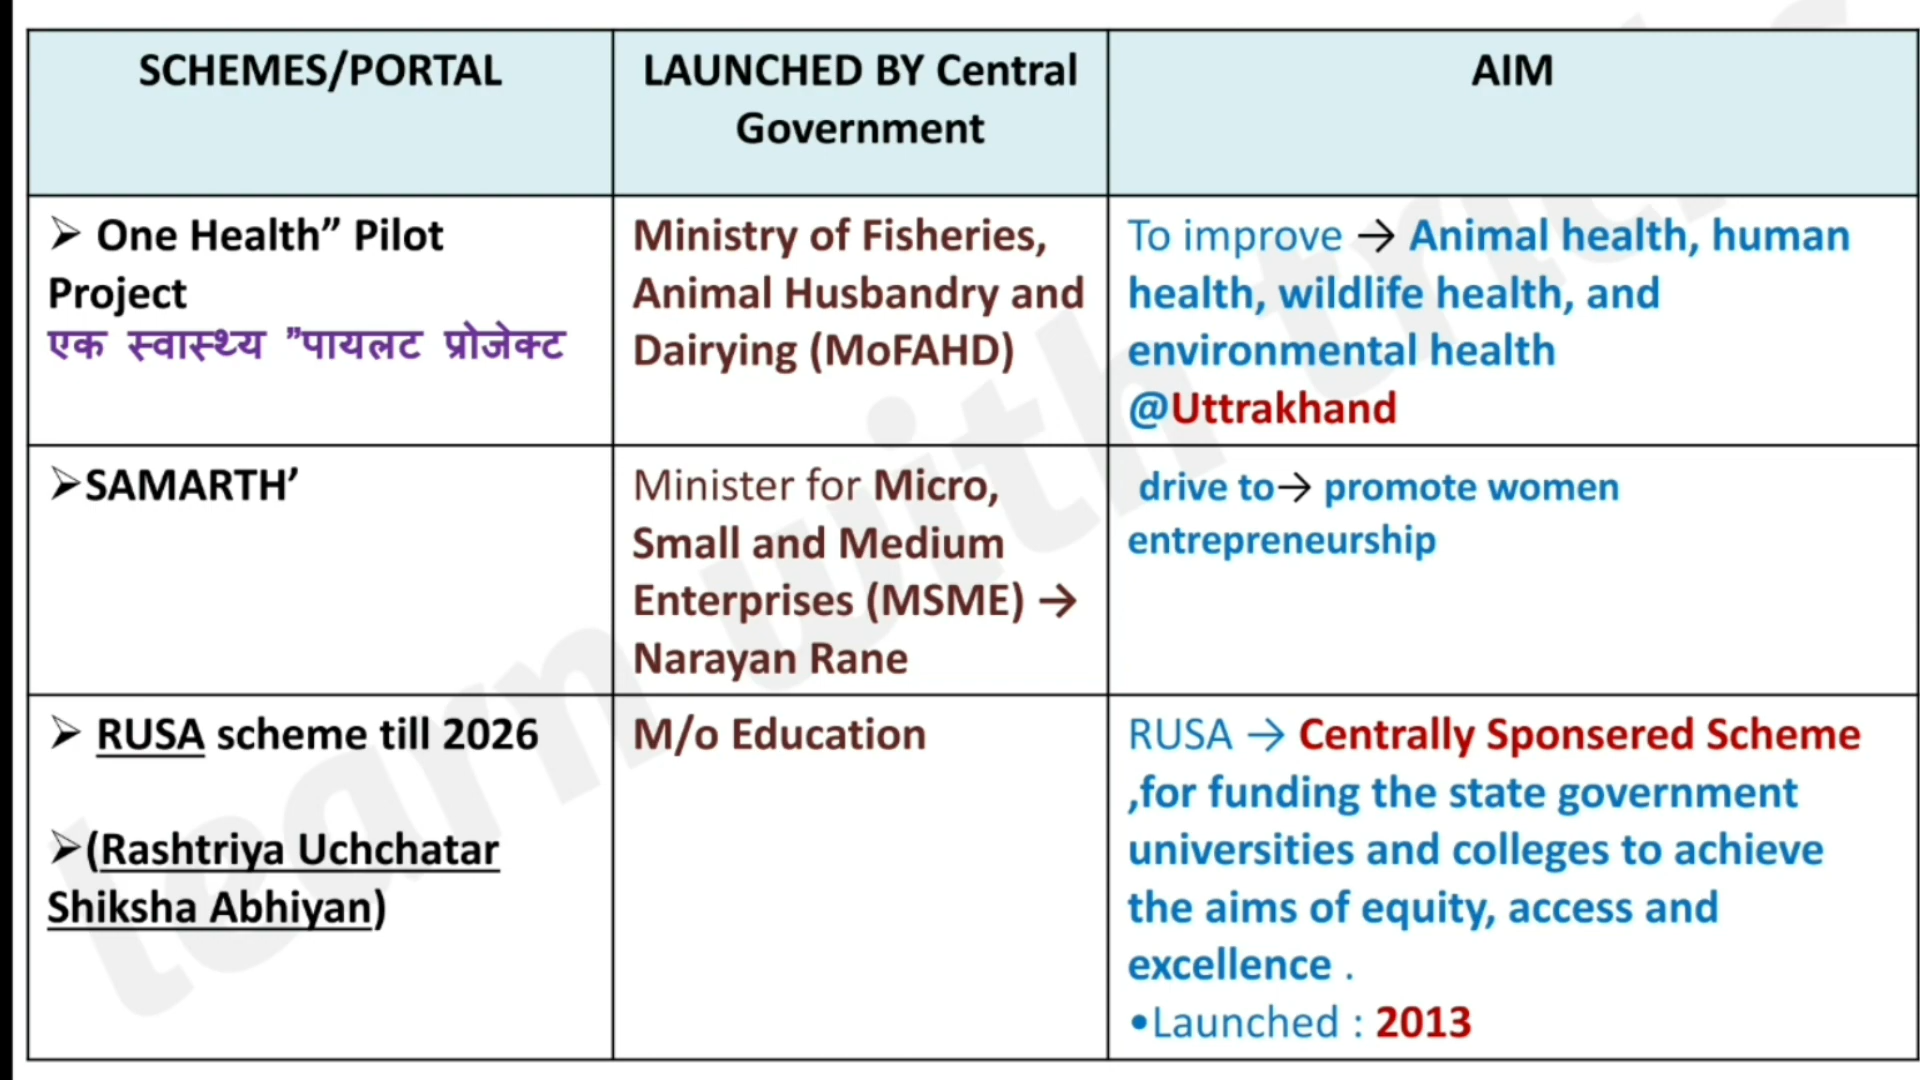 SCHEMES/PORTAL
LAUNCHED BY Central
Government
AIM
➢ One Health” Pilot
Project
एक स्वास्थ्य ”पायलट प्रोजेक्ट
Ministry of Fisheries,
Animal Husbandry and
Dairying (MoFAHD)
To improve → Animal health, human
health, wildlife health, and
environmental health
@Uttrakhand
➢SAMARTH’
Minister for Micro,
Small and Medium
Enterprises (MSME) →
Narayan Rane
drive to→ promote women
entrepreneurship
➢ RUSA scheme till 2026
➢(Rashtriya Uchchatar
Shiksha Abhiyan)
M/o Education
RUSA → Centrally Sponsered Scheme
,for funding the state government
universities and colleges to achieve
the aims of equity, access and
excellence .
•Launched : 2013
learn with tricks